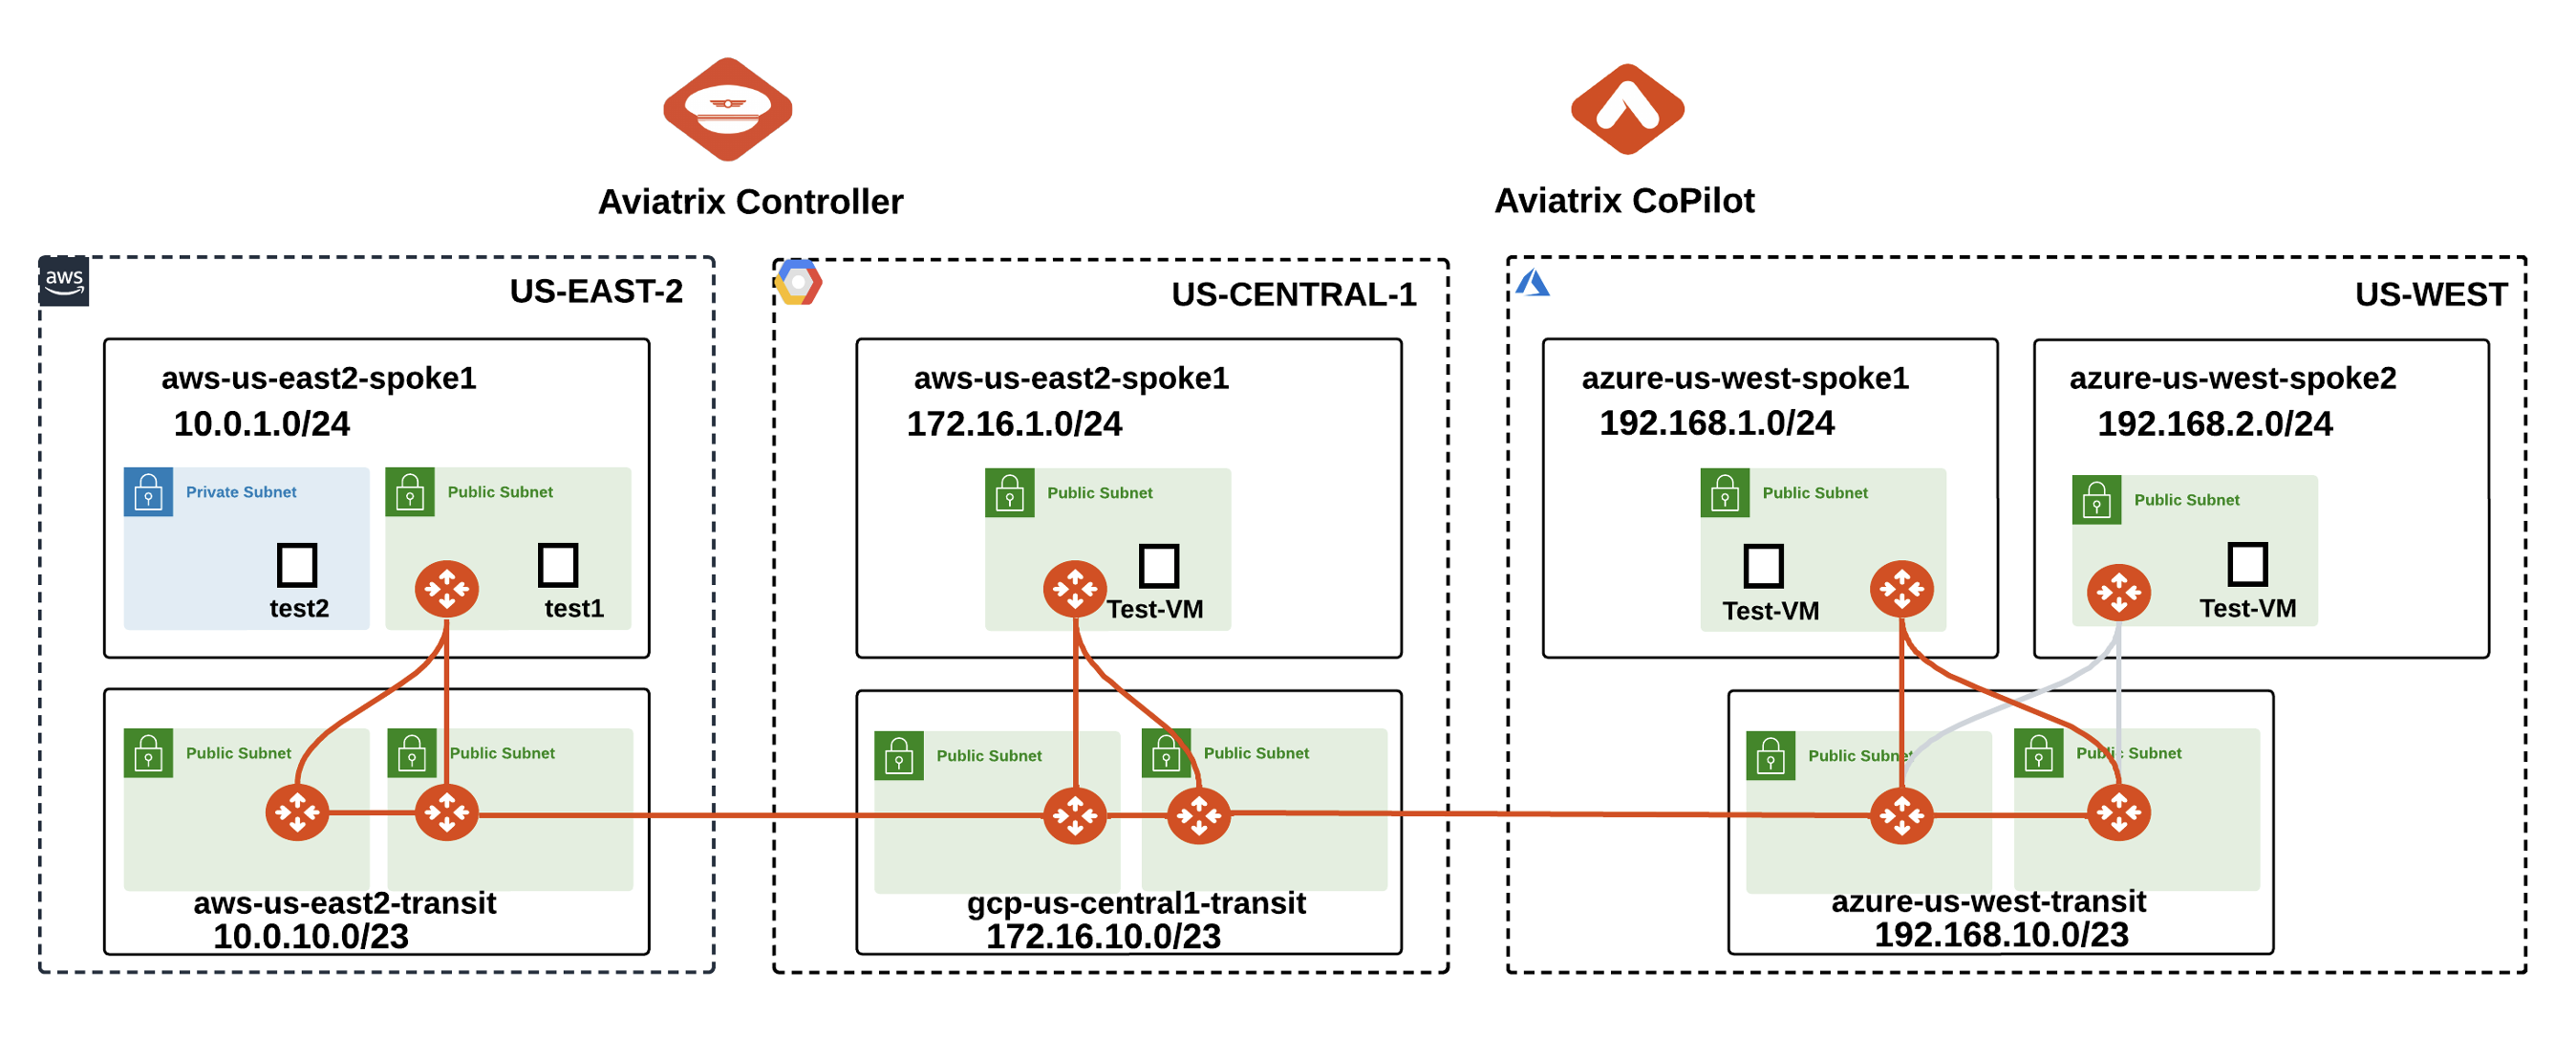 Aviatrix Controller
Aviatrix CoPilot
aws
US-EAST-2
aws-us-east2-spoke1
10.0.1.0/24
Private Subnet
Public Subnet
test2
test1
Public Subnet
Public Subnet
aws-us-east2-transit
10.0.10.0/23
US-CENTRAL-1
aws-us-east2-spoke1
172.16.1.0/24
Public Subnet
Test-VM
Public Subnet
Public Subnet
gcp-us-central1-transit
172.16.10.0/23
US-WEST
azure-us-west-spoke1
192.168.1.0/24
Public Subnet
Test-VM
azure-us-west-spoke2
192.168.2.0/24
Public Subnet
Test-VM
Public Subnet
Public Subnet
azure-us-west-transit
192.168.10.0/23